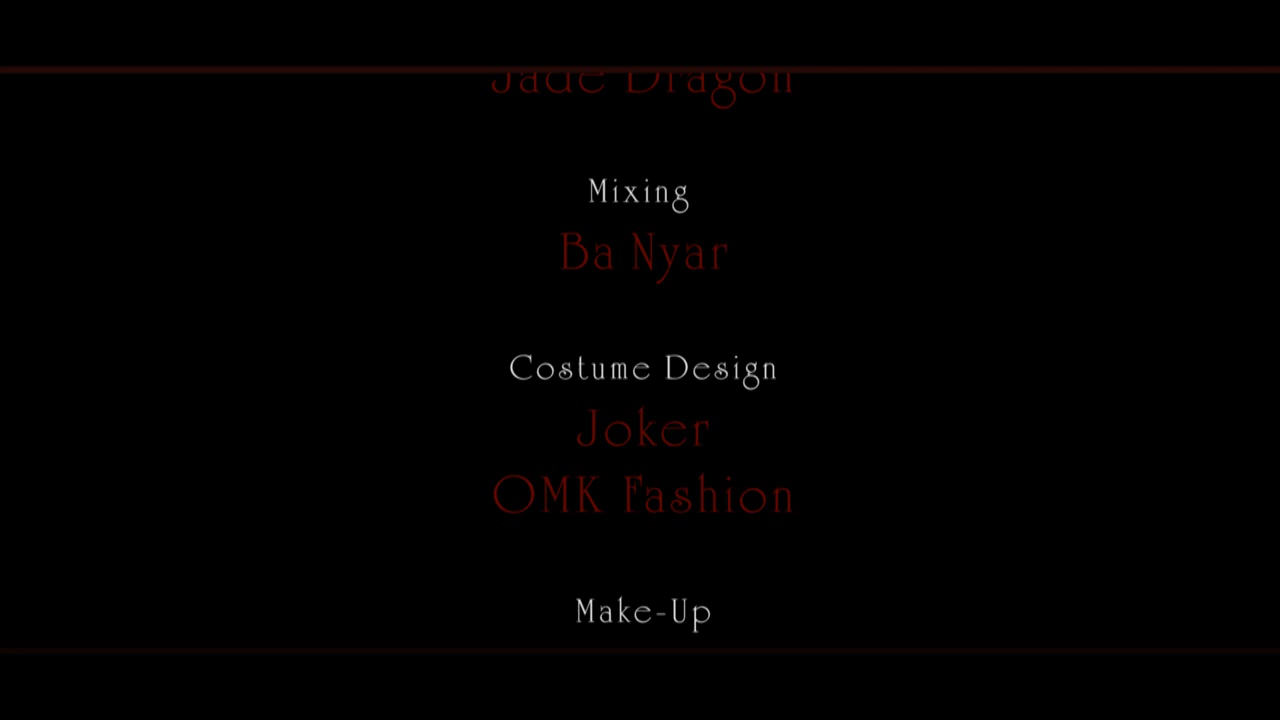 Jade Dragon
Mixing
Ba Nyar
Costume Design
Joker
OMK Fashion
Make-Up